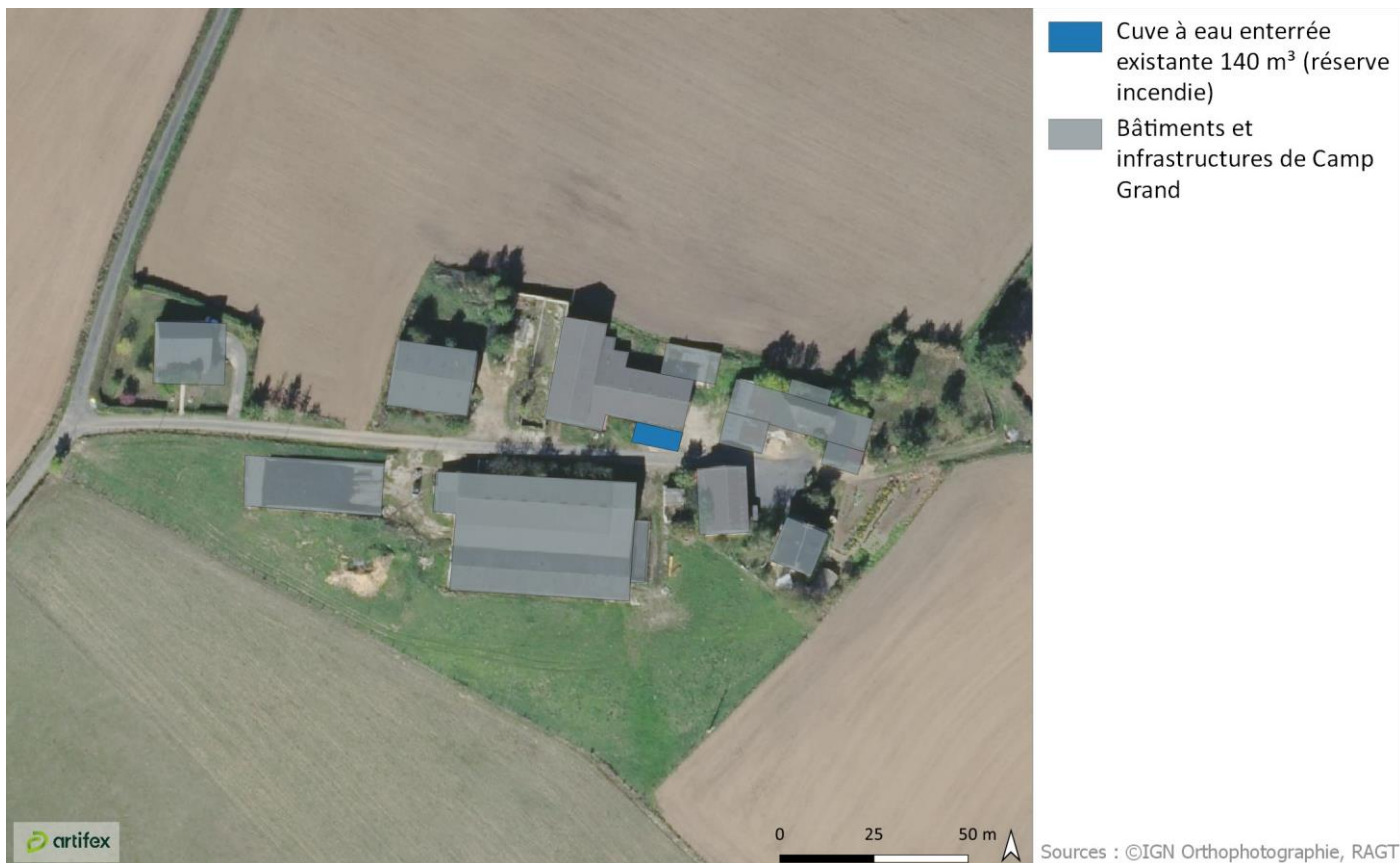 Cuve à eau enterrée
existante 140 m³ (réserve
incendie)
Bâtiments et
infrastructures de Camp
Grand
artifex
0 25 50 m
Sources : ©IGN Orthophotographie, RAGT